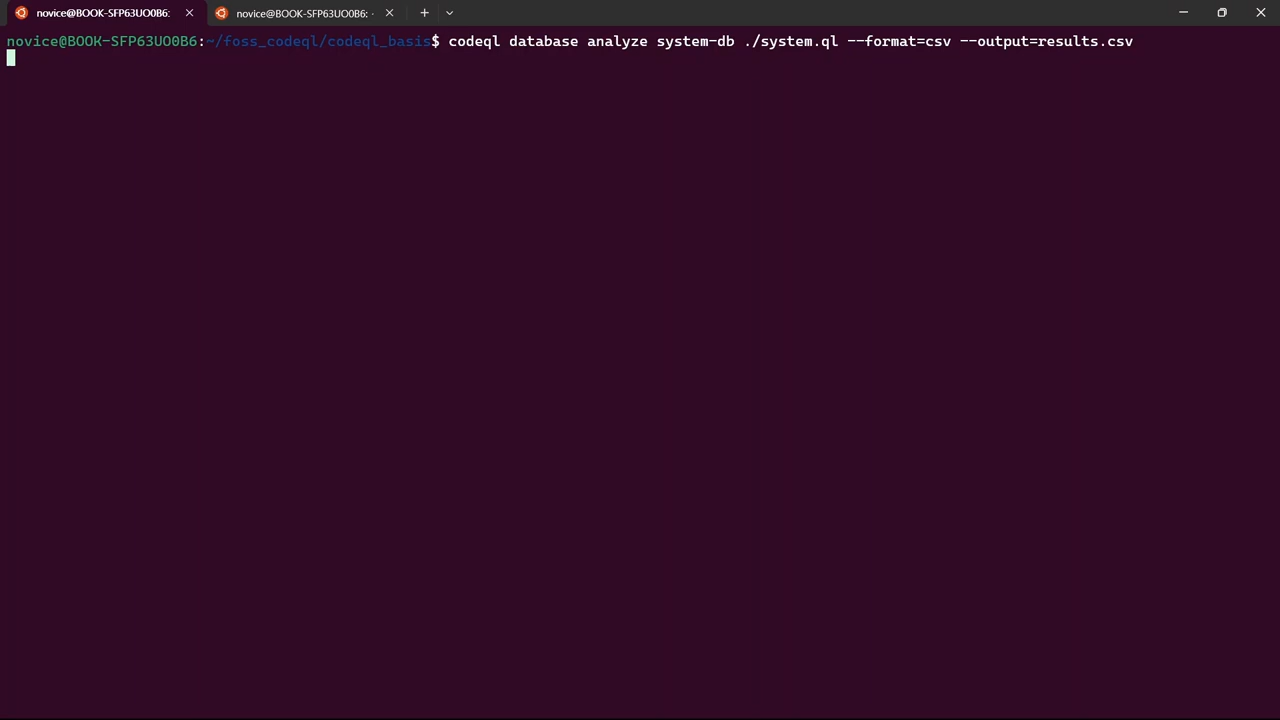 novice@BOOK-SFP63UO0B6:
novice@BOOK-SFP63UO0B6: -
novice@BOOK-SFP63UO0B6:~/foss_codeql/codeql_basis$ codeql database analyze system-db ./system.ql --format=csv --output=results.csv